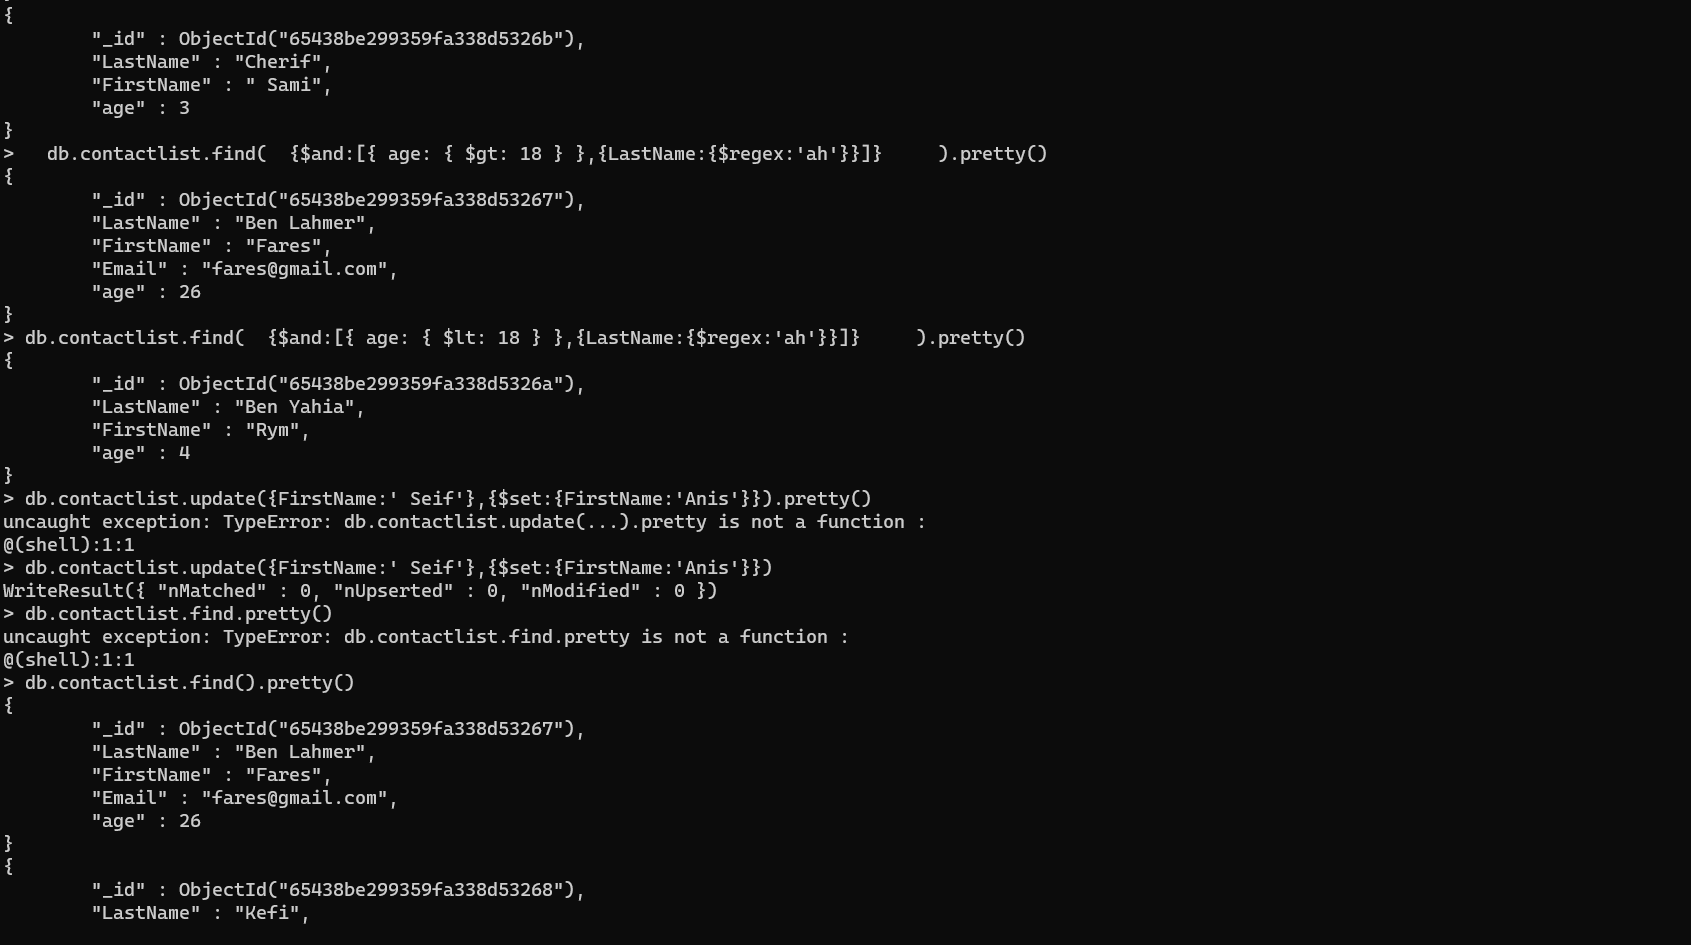 {
        "_id" : ObjectId("65438be299359fa338d5326b"),
        "LastName" : "Cherif",
        "FirstName" : " Sami",
        "age" : 3
}
>   db.contactlist.find(  {$and:[{ age: { $gt: 18 } },{LastName:{$regex:'ah'}}]}     ).pretty()
{
        "_id" : ObjectId("65438be299359fa338d53267"),
        "LastName" : "Ben Lahmer",
        "FirstName" : "Fares",
        "Email" : "fares@gmail.com",
        "age" : 26
}
> db.contactlist.find(  {$and:[{ age: { $lt: 18 } },{LastName:{$regex:'ah'}}]}     ).pretty()
{
        "_id" : ObjectId("65438be299359fa338d5326a"),
        "LastName" : "Ben Yahia",
        "FirstName" : "Rym",
        "age" : 4
}
> db.contactlist.update({FirstName:' Seif'},{$set:{FirstName:'Anis'}}).pretty()
uncaught exception: TypeError: db.contactlist.update(...).pretty is not a function :
@(shell):1:1
> db.contactlist.update({FirstName:' Seif'},{$set:{FirstName:'Anis'}})
WriteResult({ "nMatched" : 0, "nUpserted" : 0, "nModified" : 0 })
> db.contactlist.find.pretty()
uncaught exception: TypeError: db.contactlist.find.pretty is not a function :
@(shell):1:1
> db.contactlist.find().pretty()
{
        "_id" : ObjectId("65438be299359fa338d53267"),
        "LastName" : "Ben Lahmer",
        "FirstName" : "Fares",
        "Email" : "fares@gmail.com",
        "age" : 26
}
{
        "_id" : ObjectId("65438be299359fa338d53268"),
        "LastName" : "Kefi",